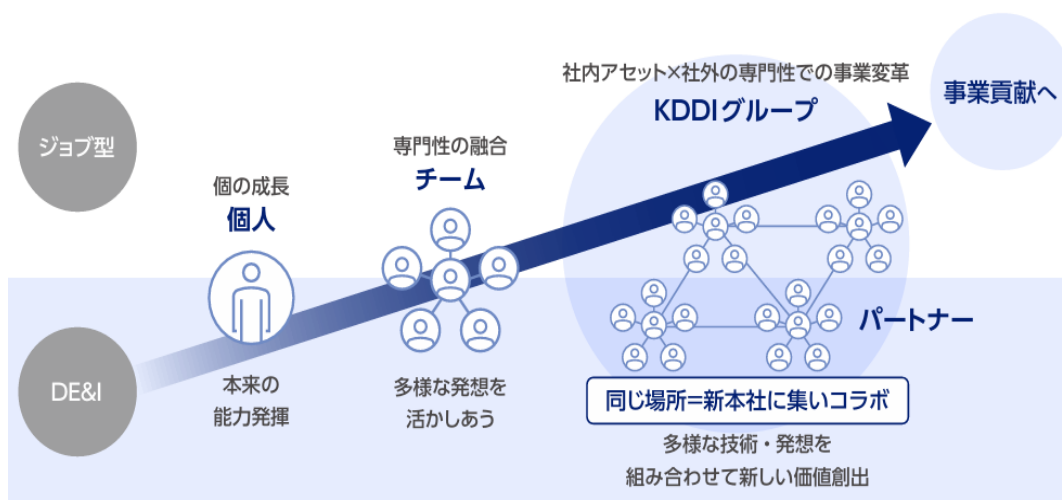 社内アセット×社外の専門性での事業変革
KDDIグループ
事業貢献へ
ジョブ型
専門性の融合
チーム
個の成長
個人
パートナー
DE&I
本来の
能力発揮
多様な発想を
活かしあう
同じ場所=新本社に集いコラボ
多様な技術・発想を
組み合わせて新しい価値創出